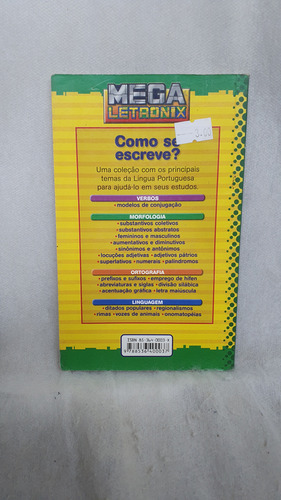 MEGA
LETRONIX
Como se
escreve?
Uma coleção com os principais
temas da Língua Portuguesa
para ajudá-lo em seus estudos.
VERBOS
• modelos de conjugação
MORFOLOGIA
• substantivos coletivos
• substantivos abstratos
• femininos e masculinos
• aumentativos e diminutivos
• sinônimos e antônimos
• locuções adjetivas • adjetivos pátrios
• superlativos • numerais • palíndromos
ORTOGRAFIA
• prefixos e sufixos • emprego de hífen
• abreviaturas e siglas • divisão silábica
• acentuação gráfica • letra maiúscula
LINGUAGEM
• ditados populares • regionalismos
• rimas • vozes de animais • onomatopéias